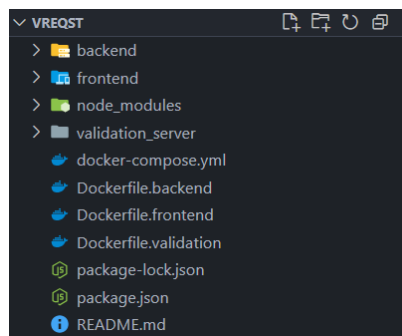 VREQST
backend
frontend
node_modules
validation_server
docker-compose.yml
Dockerfile.backend
Dockerfile.frontend
Dockerfile.validation
package-lock.json
package.json
README.md